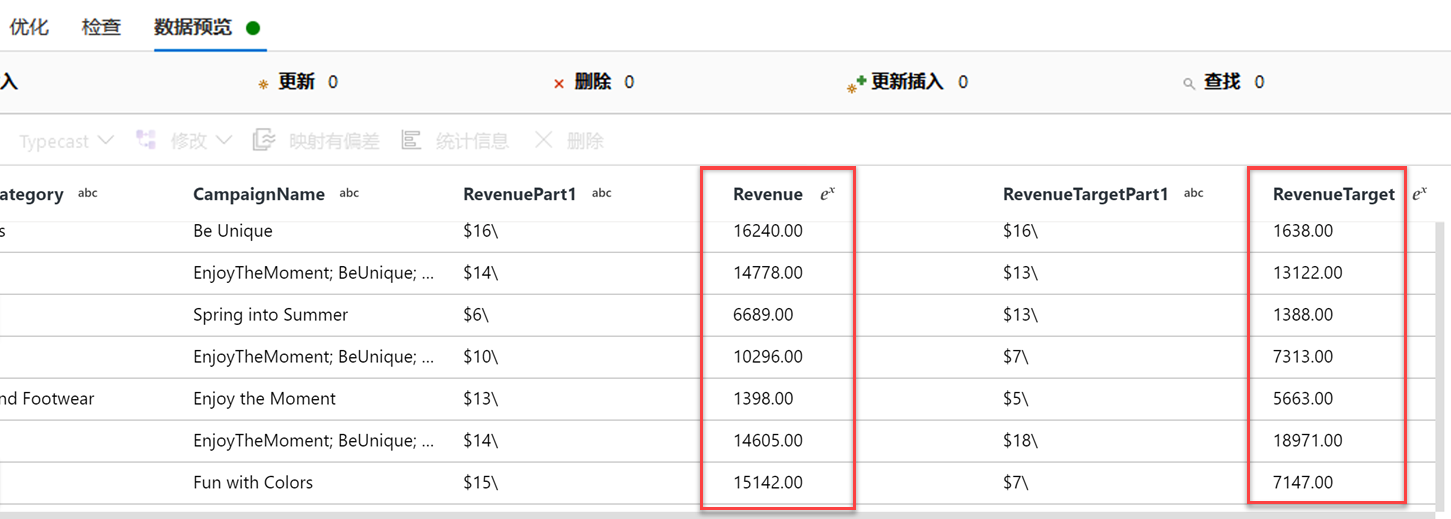 优化 检查 数据预览
入 更新 0 删除 0 更新插入 0 查找 0
Typecast 修改 映射有偏差 统计信息 删除
ategory abc CampaignName abc RevenuePart1 abc Revenue eˣ RevenueTargetPart1 abc RevenueTarget eˣ
s Be Unique $16\ 16240.00 $16\ 1638.00
EnjoyTheMoment; BeUnique; ... $14\ 14778.00 $13\ 13122.00
Spring into Summer $6\ 6689.00 $13\ 1388.00
EnjoyTheMoment; BeUnique; ... $10\ 10296.00 $7\ 7313.00
nd Footwear Enjoy the Moment $13\ 1398.00 $5\ 5663.00
EnjoyTheMoment; BeUnique; ... $14\ 14605.00 $18\ 18971.00
Fun with Colors $15\ 15142.00 $7\ 7147.00